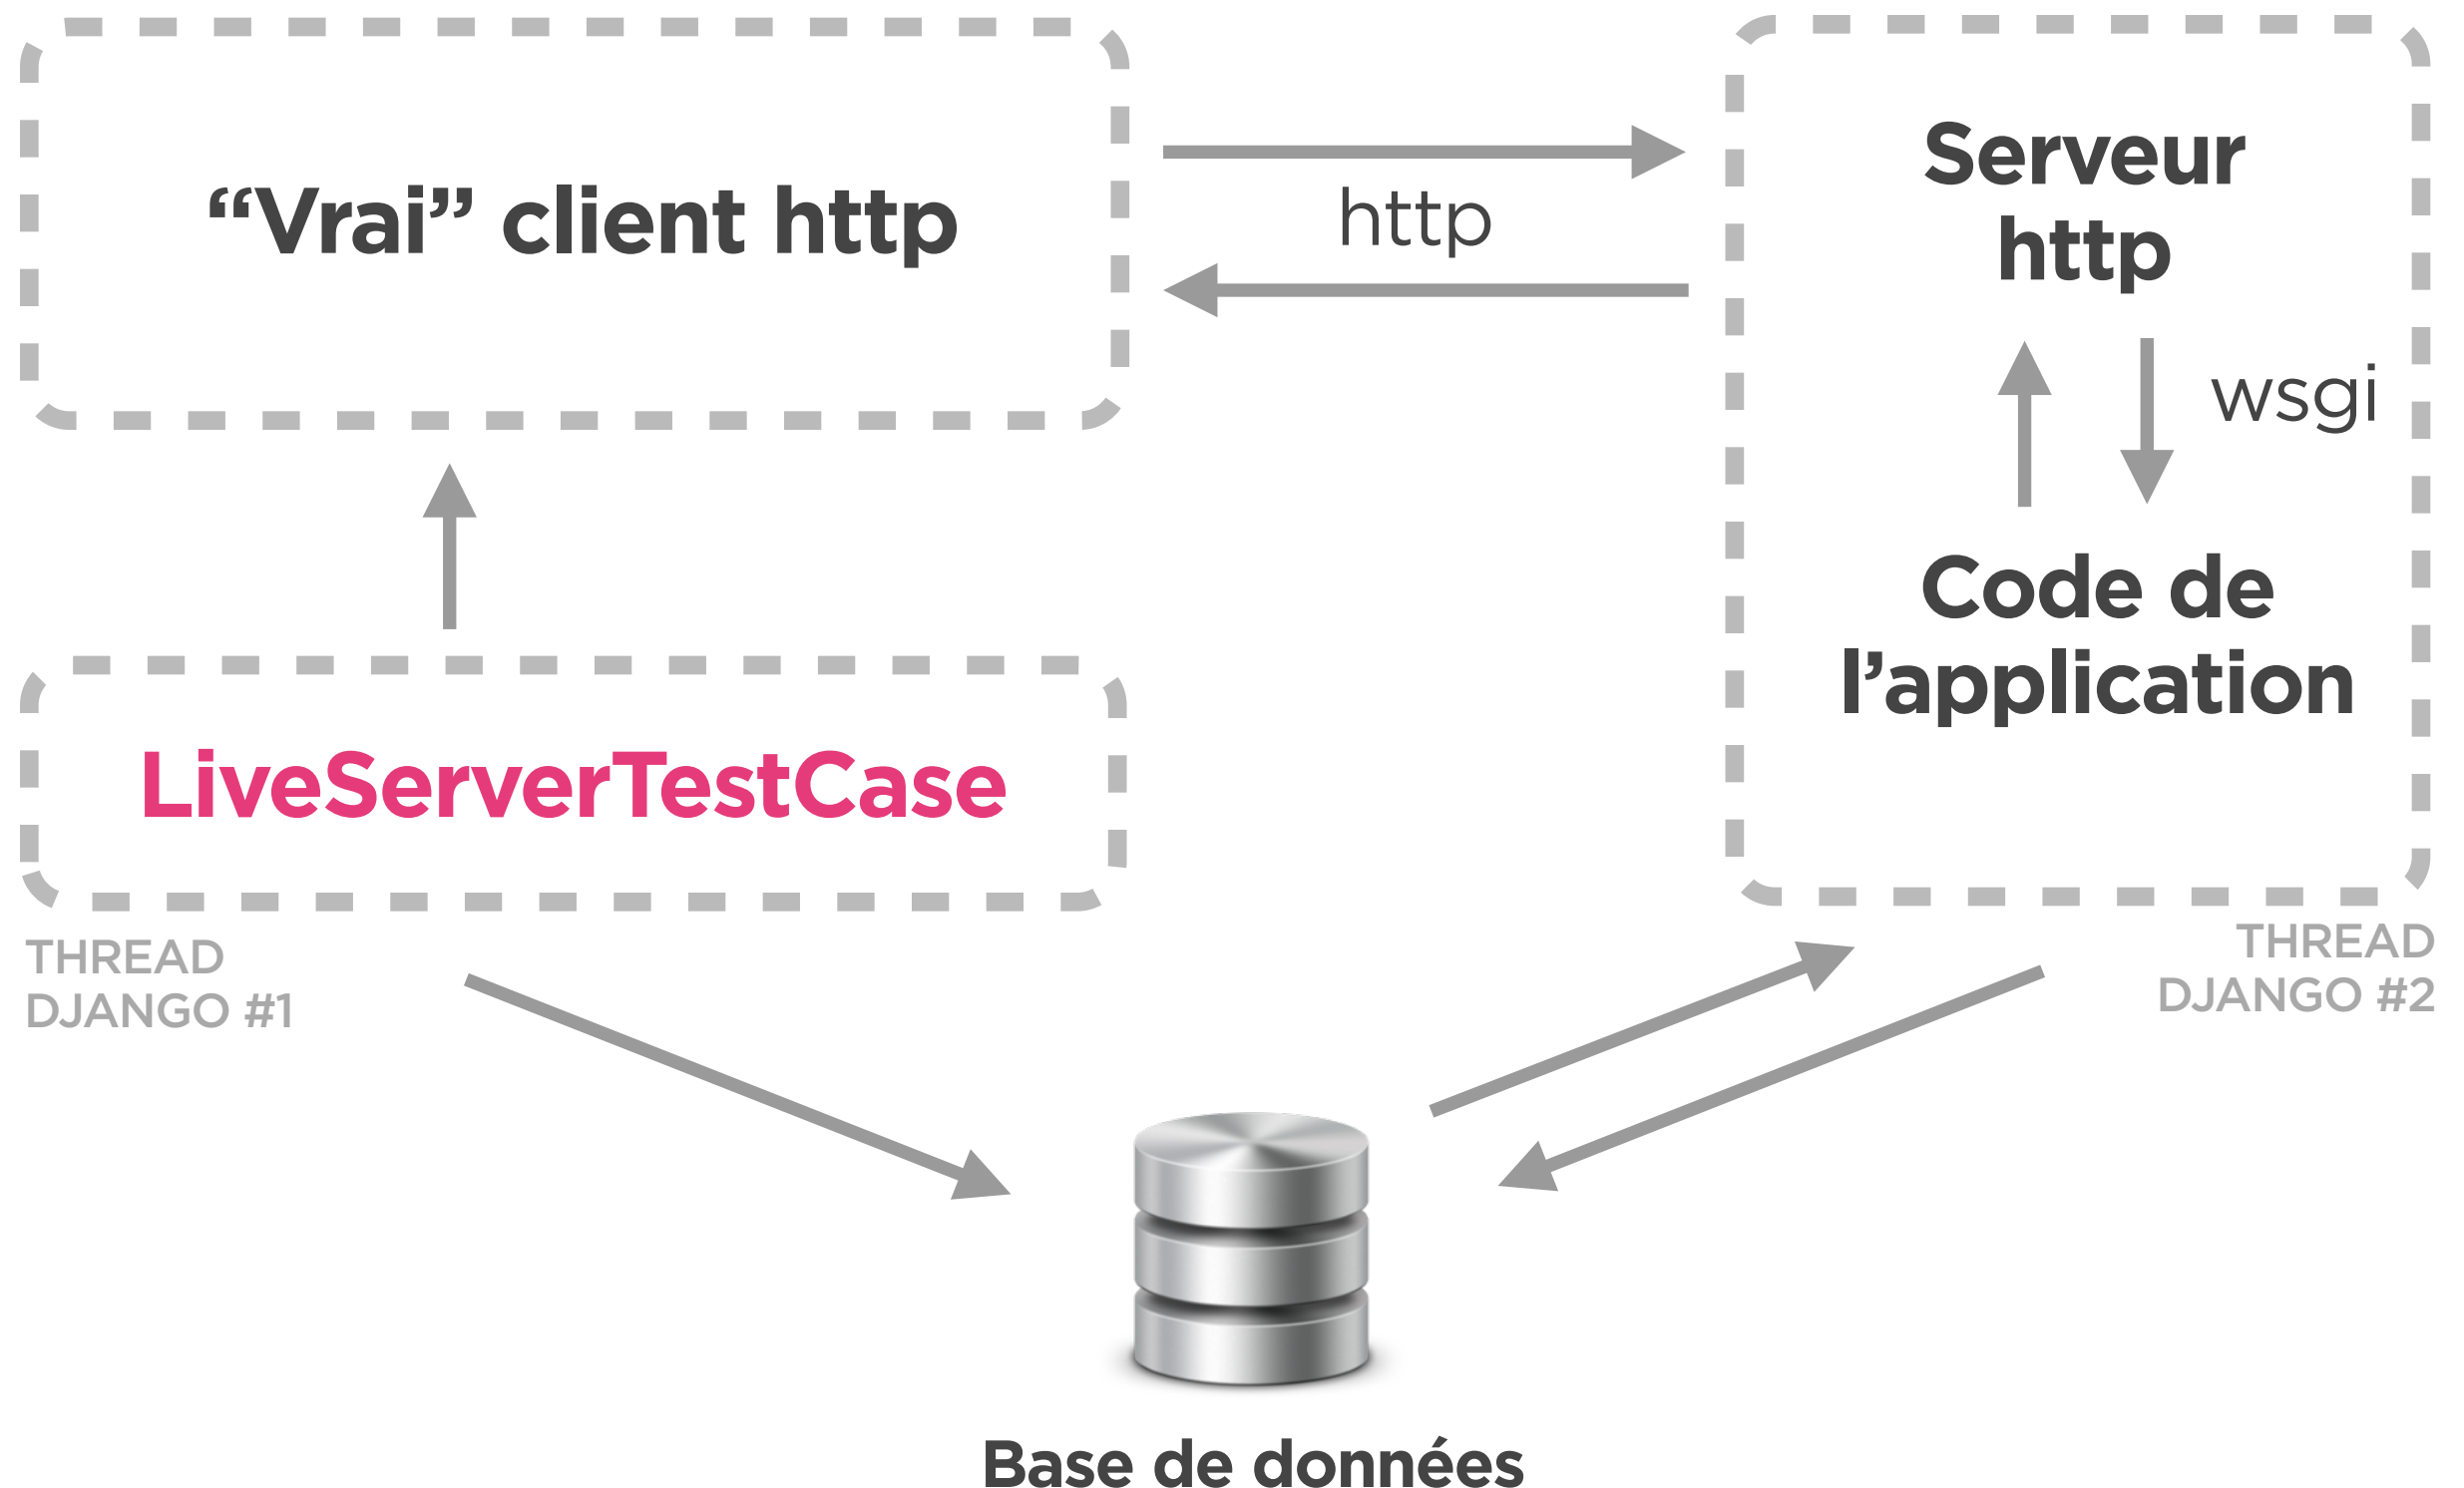 “Vrai” client http
http
Serveur
http
wsgi
Code de
l’application
LiveServerTestCase
THREAD
DJANGO #1
THREAD
DJANGO #2
Base de données